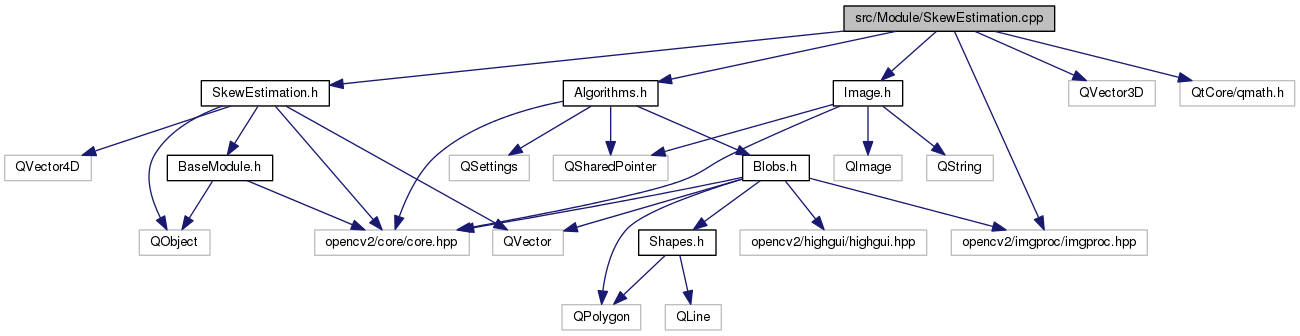 src/Module/SkewEstimation.cpp
SkewEstimation.h
Algorithms.h
Image.h
QVector3D
QtCore/qmath.h
QVector4D
BaseModule.h
QSettings
QSharedPointer
Blobs.h
QImage
QString
QObject
opencv2/core/core.hpp
QVector
Shapes.h
opencv2/highgui/highgui.hpp
opencv2/imgproc/imgproc.hpp
QPolygon
QLine